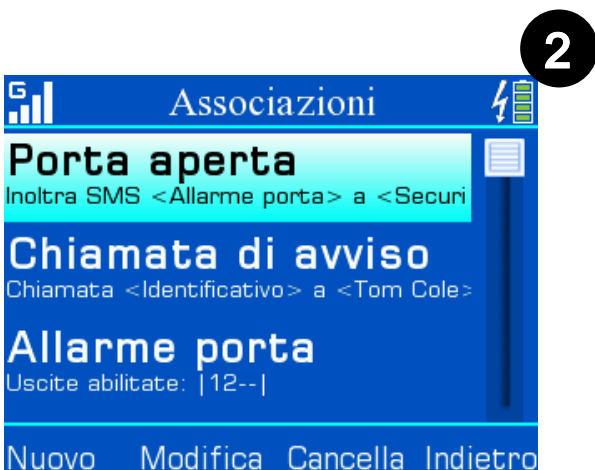 2
G Associazioni
Porta aperta
Inoltra SMS <Allarme porta> a <Securi
Chiamata di avviso
Chiamata <Identificativo> a <Tom Cole>
Allarme porta
Uscite abilitate: |12--|
Nuovo Modifica Cancella Indietro